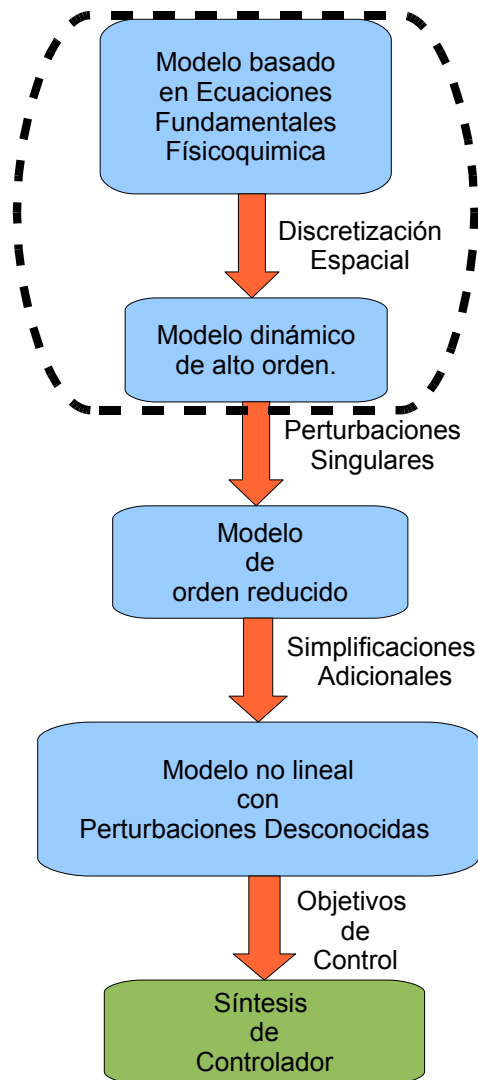 Modelo basado
en Ecuaciones
Fundamentales
Físicoquimica
Discretización
Espacial
Modelo dinámico
de alto orden.
Perturbaciones
Singulares
Modelo
de
orden reducido
Simplificaciones
Adicionales
Modelo no lineal
con
Perturbaciones Desconocidas
Objetivos
de
Control
Síntesis
de
Controlador